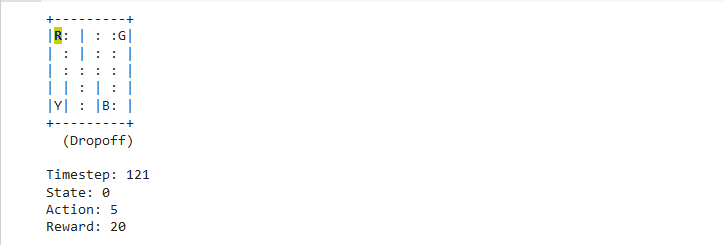 +---------+
|R: | : :G|
| : | : : |
| : : : : |
| | : | : |
|Y| : |B: |
+---------+
  (Dropoff)

Timestep: 121
State: 0
Action: 5
Reward: 20